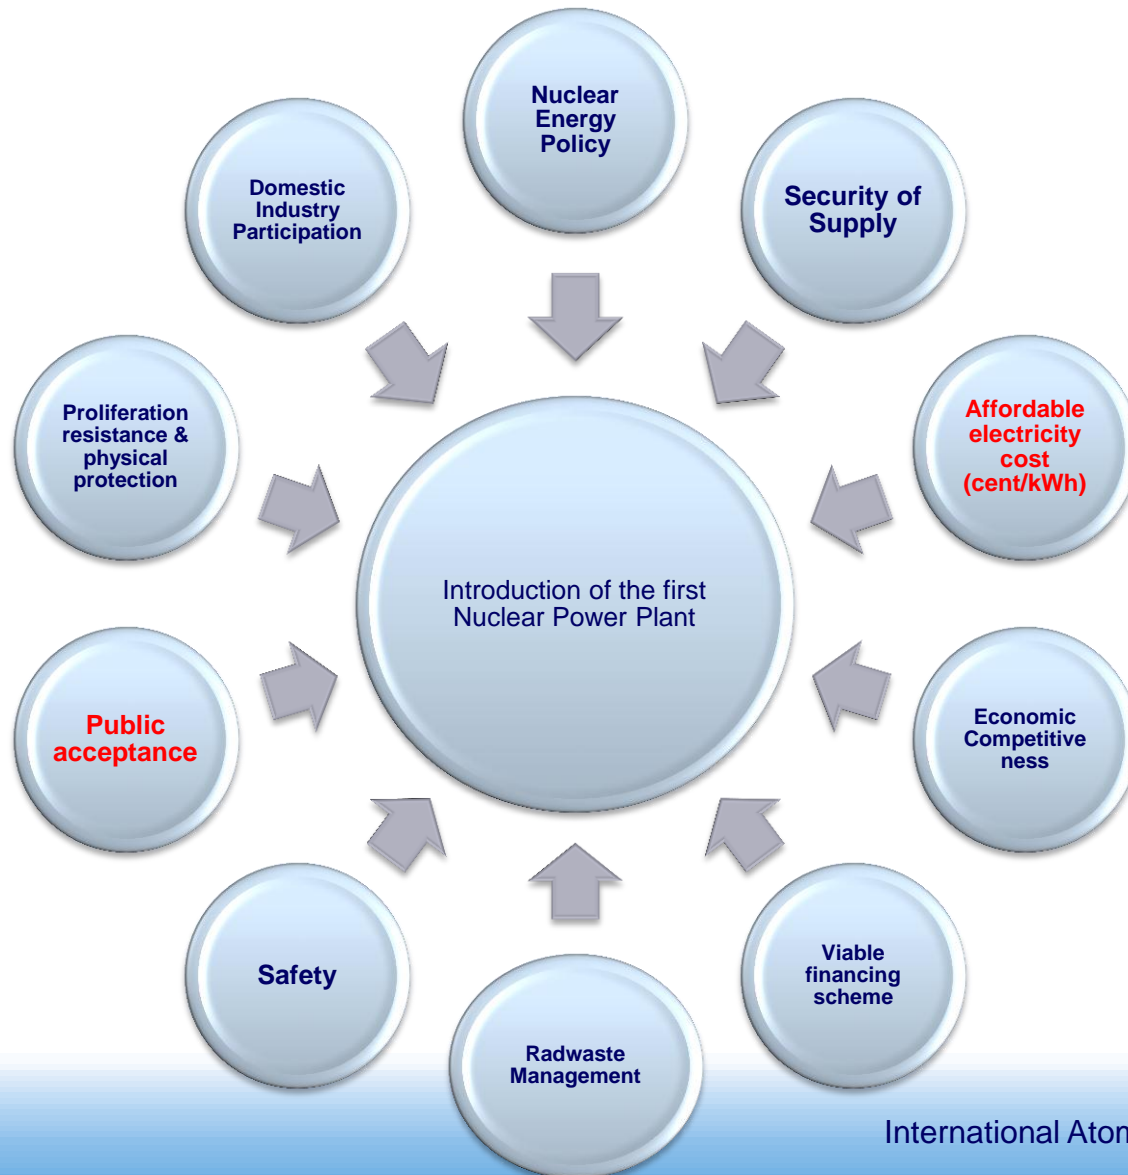 Nuclear
Energy
Policy
Domestic
Industry
Participation
Security of
Supply
Proliferation
resistance &
physical
protection
Affordable
electricity
cost
(cent/kWh)
Introduction of the first
Nuclear Power Plant
Public
acceptance
Economic
Competitive
ness
Safety
Viable
financing
scheme
Radwaste
Management
International Atom